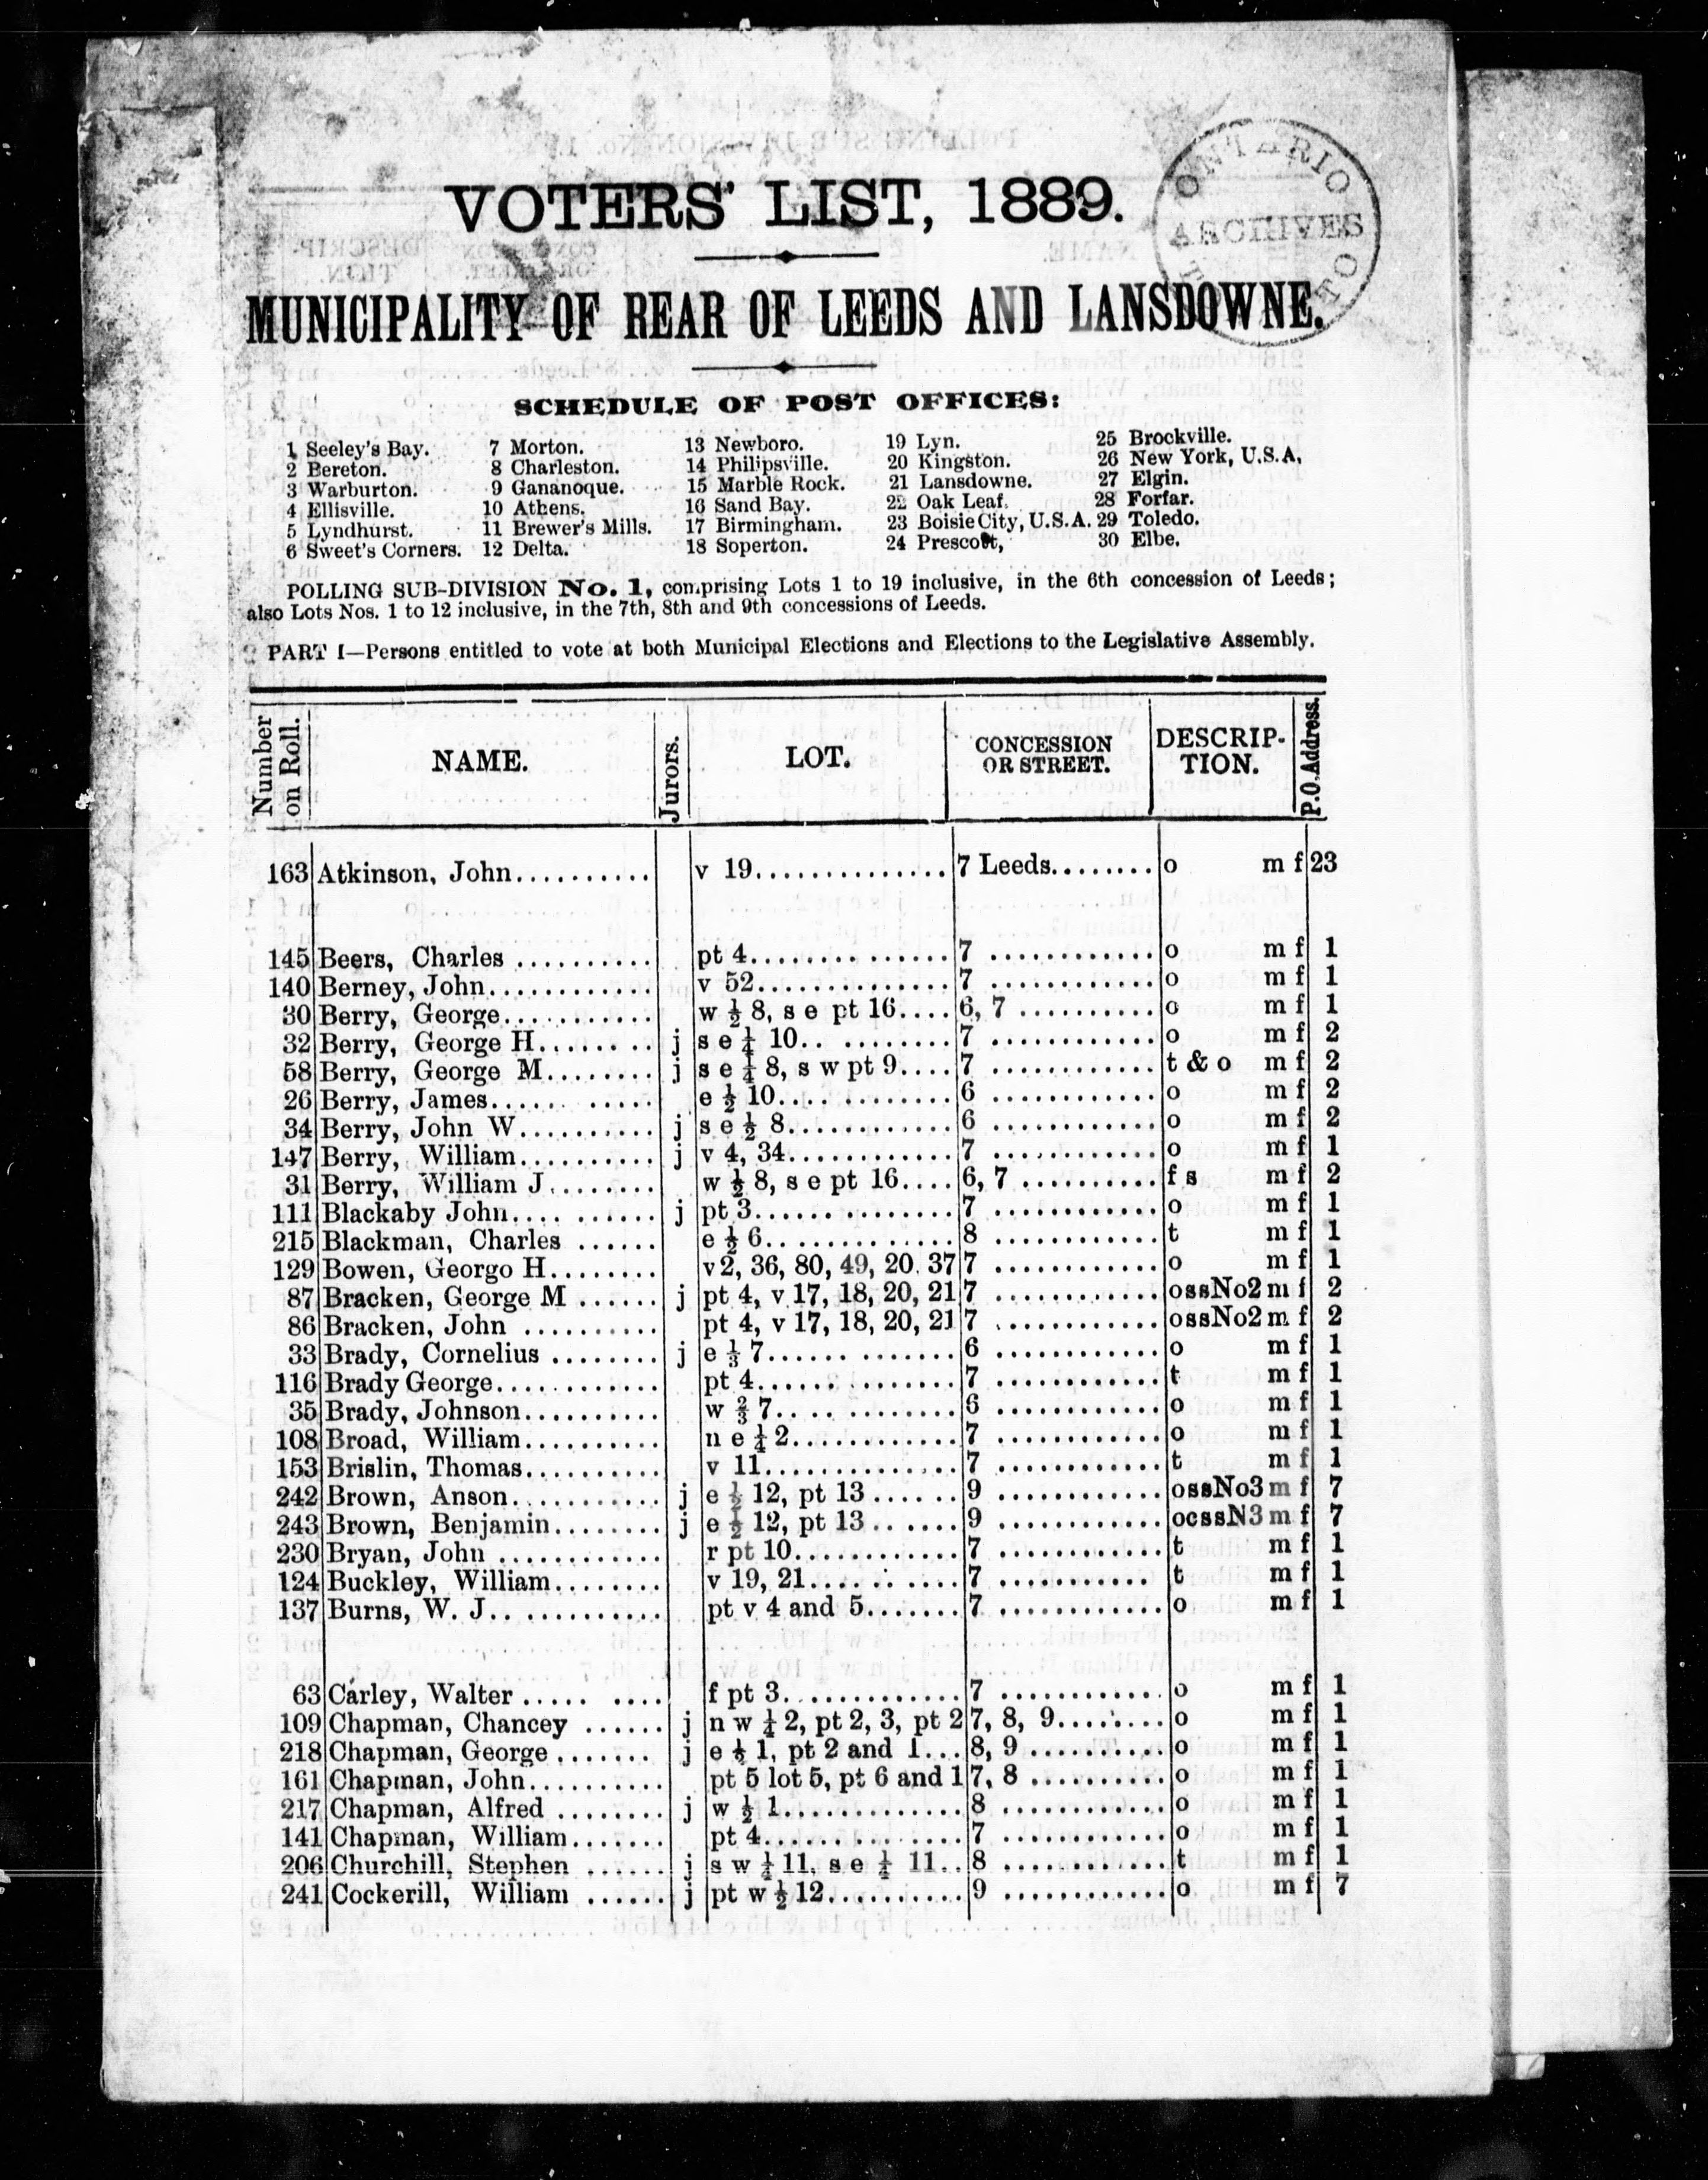 VOTERS' LIST, 1889.
ONTARIO
ARCHIVES
TO
MUNICIPALITY OF REAR OF LEEDS AND LANSDOWNE.
SCHEDULE OF POST OFFICES:
1 Seeley's Bay. 7 Morton. 13 Newboro. 19 Lyn. 25 Brockville.
2 Bereton. 8 Charleston. 14 Philipsville. 20 Kingston. 26 New York, U.S.A,
3 Warburton. 9 Gananoque. 15 Marble Rock. 21 Lansdowne. 27 Elgin.
4 Ellisville. 10 Athens. 16 Sand Bay. 22 Oak Leaf. 28 Forfar.
5 Lyndhurst. 11 Brewer's Mills. 17 Birmingham. 23 Boisie City, U.S.A. 29 Toledo.
6 Sweet's Corners. 12 Delta. 18 Soperton. 24 Prescott, 30 Elbe.
POLLING SUB-DIVISION No. 1, comprising Lots 1 to 19 inclusive, in the 6th concession of Leeds;
also Lots Nos. 1 to 12 inclusive, in the 7th, 8th and 9th concessions of Leeds.
PART I—Persons entitled to vote at both Municipal Elections and Elections to the Legislative Assembly.
Number on Roll. NAME. Jurors. LOT. CONCESSION OR STREET. DESCRIPTION. P.O. Address.
163 Atkinson, John.......... v 19.............. 7 Leeds........ o m f 23
145 Beers, Charles .......... pt 4.............. 7 ............ o m f 1
140 Berney, John............ v 52.............. 7 ............ o m f 1
30 Berry, George........... w ½ 8, s e pt 16.... 6, 7 .......... o m f 1
32 Berry, George H........ j s e ¼ 10.. ........ 7 ............ o m f 2
58 Berry, George M........ j s e ¼ 8, s w pt 9.... 7 ............ t & o m f 2
26 Berry, James...... ...... e ½ 10............ 6 ............ o m f 2
34 Berry, John W.......... j s e ½ 8............ 6 ............ o m f 2
147 Berry, William.......... j v 4, 34............ 7 ............ o m f 1
31 Berry, William J........ w ½ 8, s e pt 16.... 6, 7 .......... f s m f 2
111 Blackaby John.... ...... j pt 3.............. 7 ............ o m f 1
215 Blackman, Charles ...... e ½ 6.............. 8 ............ t m f 1
129 Bowen, Georgo H........ v 2, 36, 80, 49, 20. 37 7 ............ o m f 1
87 Bracken, George M ...... j pt 4, v 17, 18, 20, 21 7 ............ ossNo2 m f 2
86 Bracken, John .......... pt 4, v 17, 18, 20, 21 7 ............ ossNo2 m f 2
33 Brady, Cornelius ........ j e ⅓ 7...... ....... 6 ............ o m f 1
116 Brady George............ pt 4.............. 7 ............ t m f 1
35 Brady, Johnson.......... w ⅔ 7.... ......... 6 ............ o m f 1
108 Broad, William.......... n e ¼ 2............ 7 ............ o m f 1
153 Brislin, Thomas.......... v 11.............. 7 ............ t m f 1
242 Brown, Anson........... j e ½ 12, pt 13 ...... 9 ............ ossNo3 m f 7
243 Brown, Benjamin........ j e ½ 12, pt 13 ...... 9 ............ ocssN3 m f 7
230 Bryan, John ............ r pt 10............ 7 ............ t m f 1
124 Buckley, William........ v 19, 21.... .. .... 7 ........... t m f 1
137 Burns, W. J.. .......... pt v 4 and 5....... 7 ............ o m f 1
63 Carley, Walter ..... .... f pt 3............. 7 ............ o m f 1
109 Chapman, Chancey ...... j n w ¼ 2, pt 2, 3, pt 2 7, 8, 9........ o m f 1
218 Chapman, George ....... j e ½ 1, pt 2 and 1... 8, 9 .......... o m f 1
161 Chapman, John.......... pt 5 lot 5, pt 6 and 1 7, 8 .......... o m f 1
217 Chapman, Alfred ........ j w ½ 1............. 8 ............ o m f 1
141 Chapman, William....... pt 4.............. 7 ............ o m f 1
206 Churchill, Stephen ...... j s w ¼ 11, s e ¼ 11.. 8 ............ t m f 1
241 Cockerill, William ...... j pt w ½ 12.......... 9 ............ o m f 7